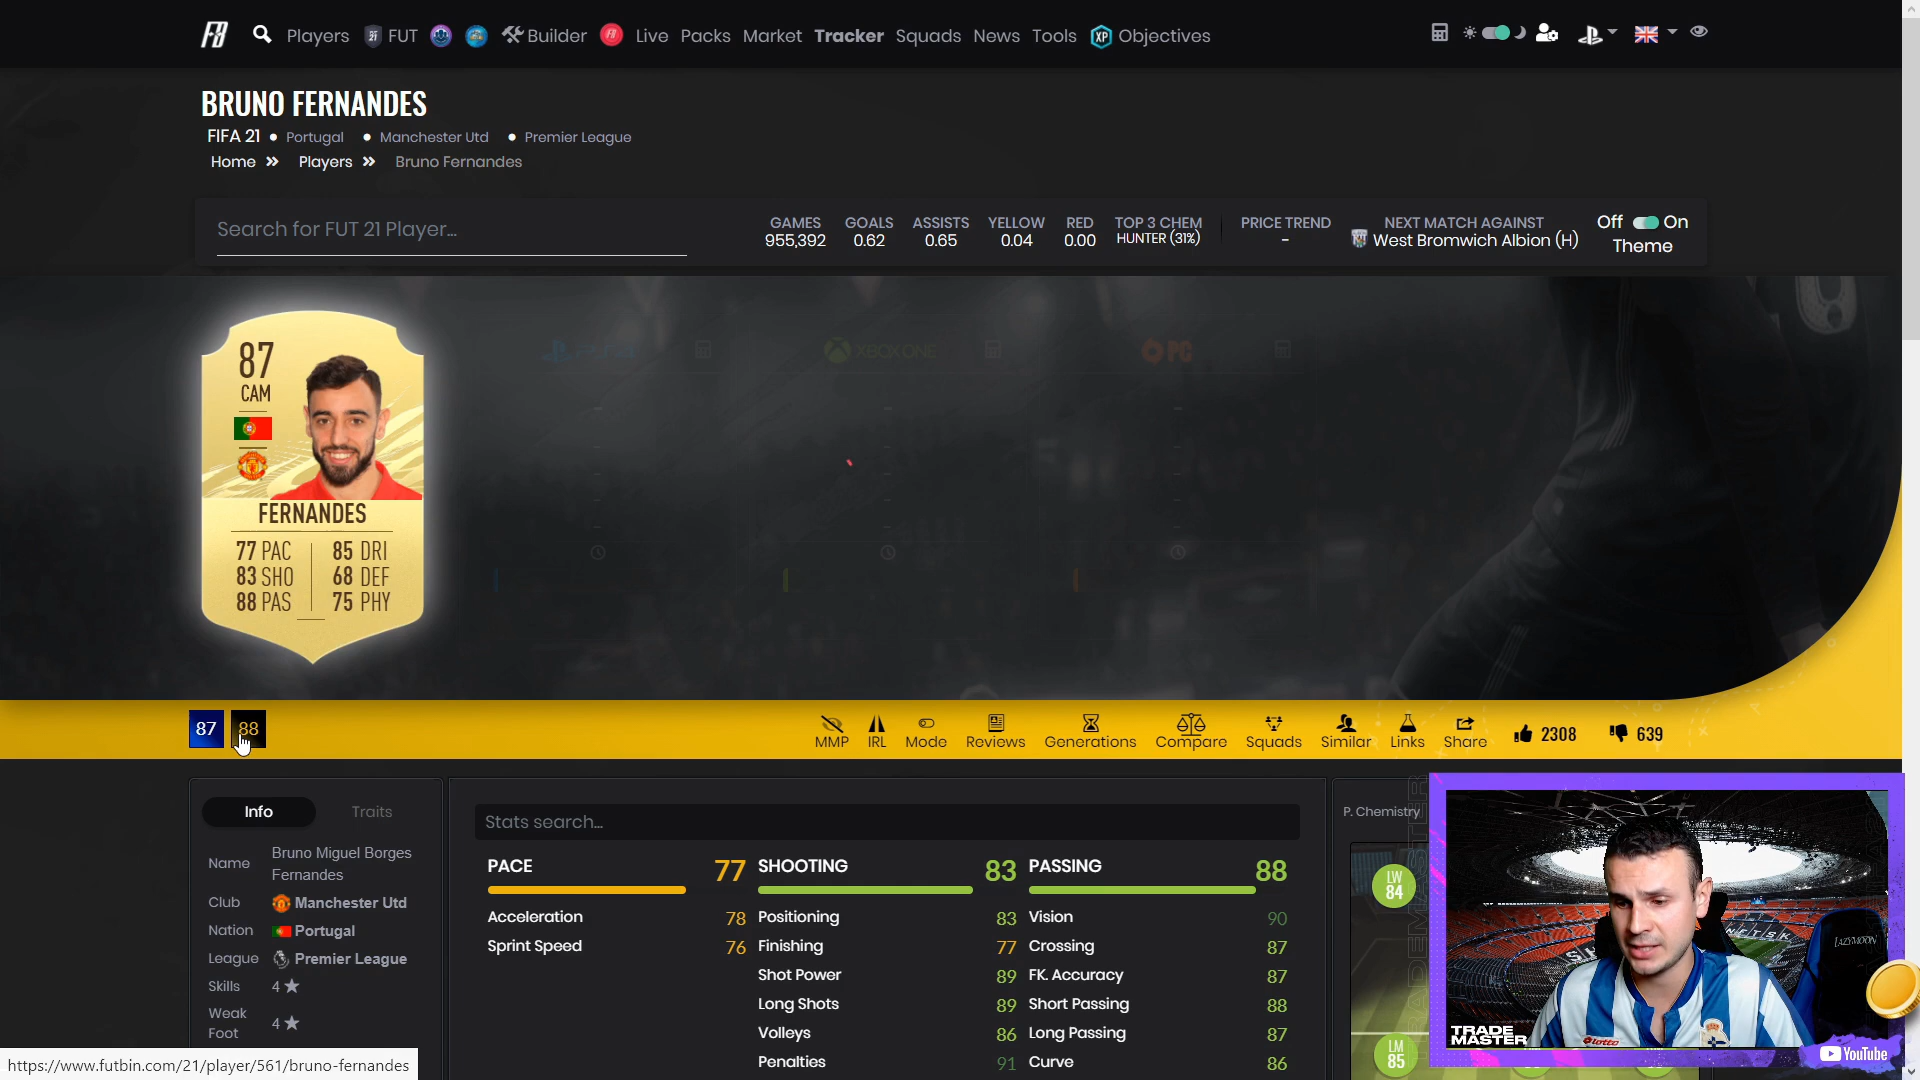 Players
FUT
Builder
Live
Packs
Market
Tracker
Squads
News
Tools
XP
Objectives
BRUNO FERNANDES
FIFA 21 • Portugal • Manchester Utd • Premier League
Home » Players » Bruno Fernandes
Search for FUT 21 Player...
GAMES
955,392
GOALS
0.62
ASSISTS
0.65
YELLOW
0.04
RED
0.00
TOP 3 CHEM
HUNTER (31%)
PRICE TREND
-
NEXT MATCH AGAINST
West Bromwich Albion (H)
Off On
Theme
87
CAM
FERNANDES
77 PAC 85 DRI
83 SHO 68 DEF
88 PAS 75 PHY
PS4
XBOX ONE
PC
87 88
MMP
IRL
Mode
Reviews
Generations
Compare
Squads
Similar
Links
Share
2308
639
Info Traits
Name Bruno Miguel Borges
Fernandes
Club Manchester Utd
Nation Portugal
League Premier League
Skills 4
Weak
Foot 4
Stats search...
PACE 77
Acceleration 78
Sprint Speed 76
SHOOTING 83
Positioning 83
Finishing 77
Shot Power 89
Long Shots 89
Volleys 86
Penalties 91
PASSING 88
Vision 90
Crossing 87
FK. Accuracy 87
Short Passing 88
Long Passing 87
Curve 86
P. Chemistry
LW
84
LM
85
TRADEMASTER
LAZYMOON
Lotto
TRADE
MASTER
YouTube
https://www.futbin.com/21/player/561/bruno-fernandes